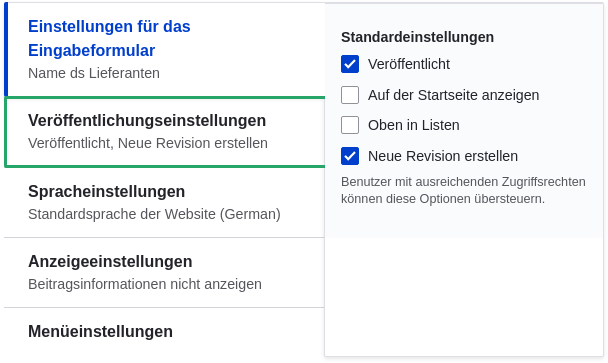 Einstellungen für das
Eingabeformular
Name ds Lieferanten
Veröffentlichungseinstellungen
Veröffentlicht, Neue Revision erstellen
Spracheinstellungen
Standardsprache der Website (German)
Anzeigeeinstellungen
Beitragsinformationen nicht anzeigen
Menüeinstellungen
Standardeinstellungen
Veröffentlicht
Auf der Startseite anzeigen
Oben in Listen
Neue Revision erstellen
Benutzer mit ausreichenden Zugriffsrechten
können diese Optionen übersteuern.